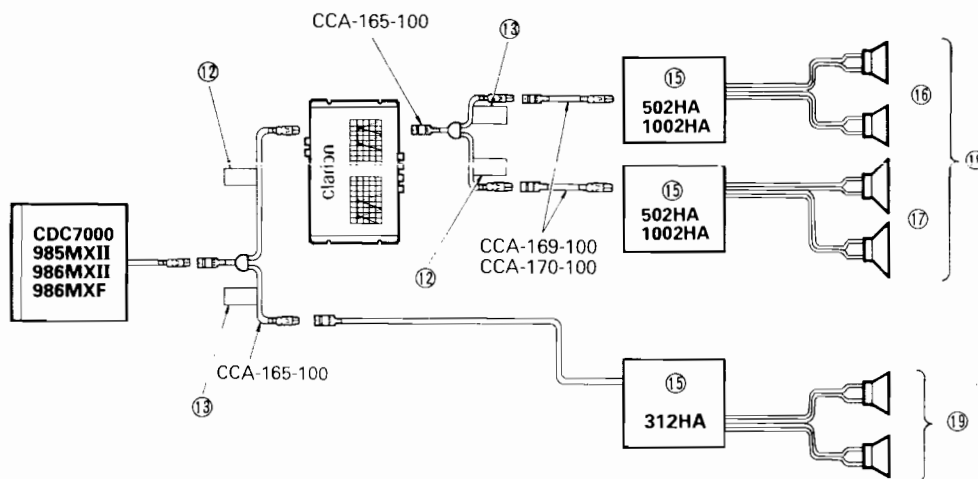 CCA-165-100
⑬
⑫
Clarion
⑮
502HA
1002HA
⑯
⑮
502HA
1002HA
⑰
CDC7000
985MXII
986MXII
986MXF
CCA-169-100
CCA-170-100
⑫
CCA-165-100
⑬
⑮
312HA
⑲